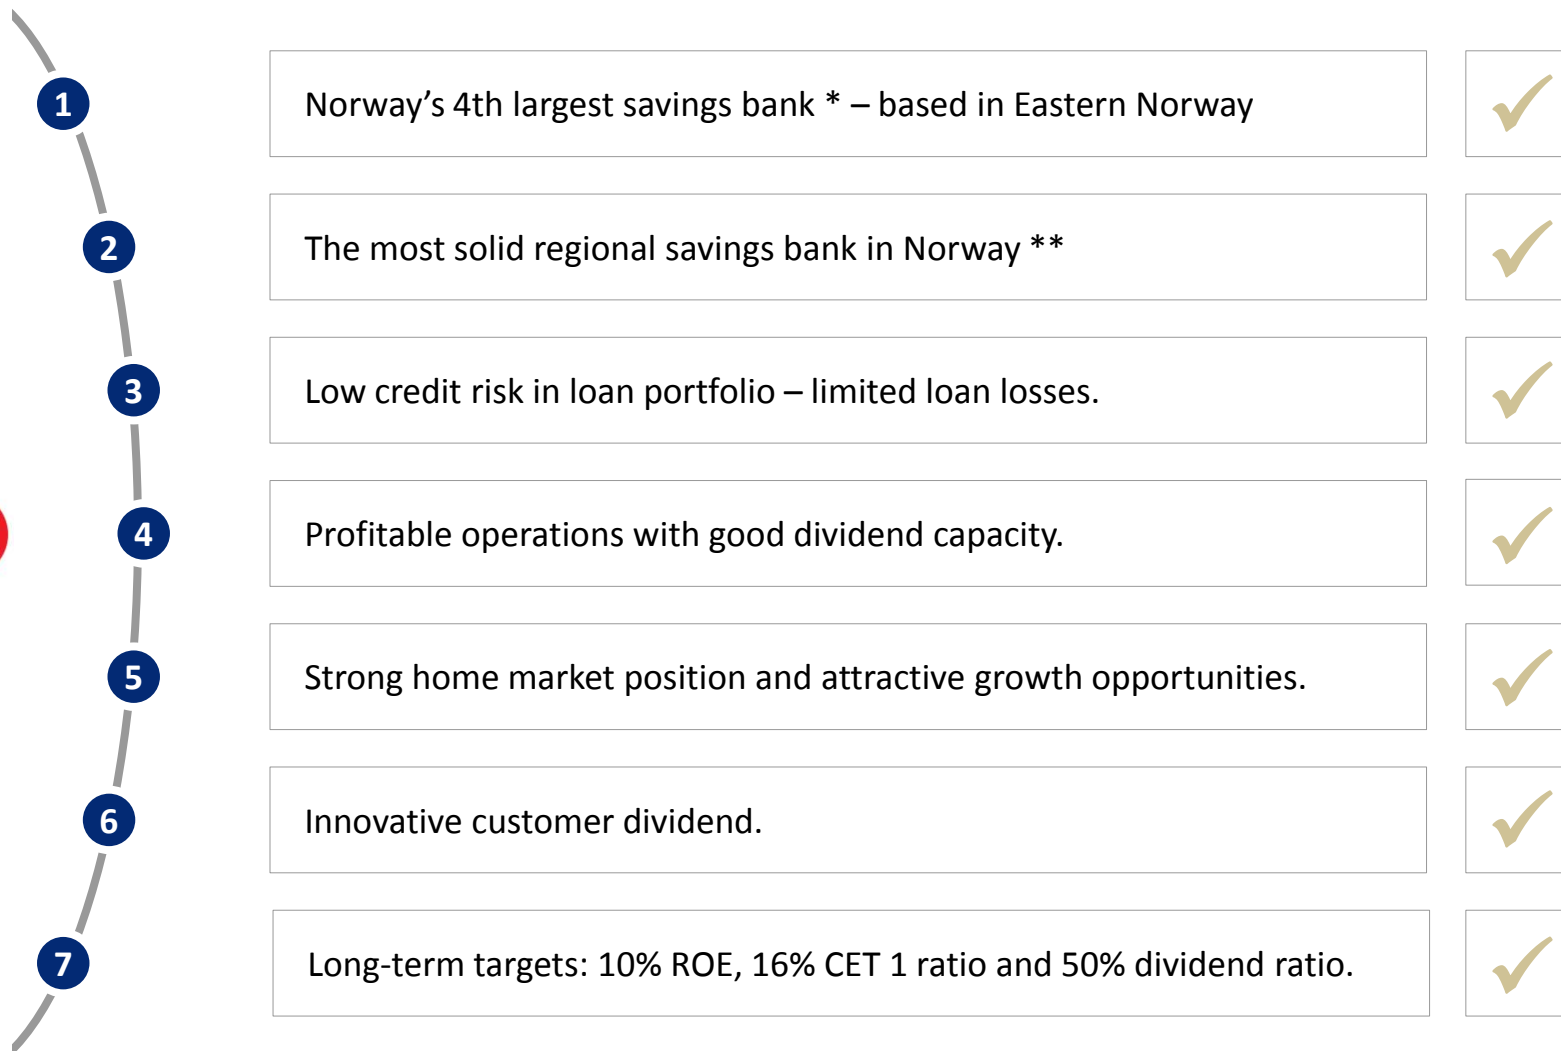 1 Norway’s 4th largest savings bank * – based in Eastern Norway
2 The most solid regional savings bank in Norway **
3 Low credit risk in loan portfolio – limited loan losses.
4 Profitable operations with good dividend capacity.
5 Strong home market position and attractive growth opportunities.
6 Innovative customer dividend.
7 Long-term targets: 10% ROE, 16% CET 1 ratio and 50% dividend ratio.